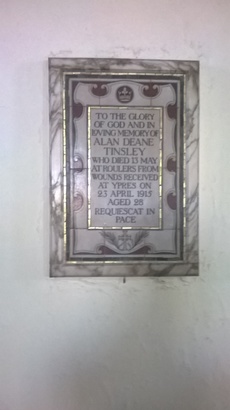 TO THE GLORY
OF GOD AND IN
LOVING MEMORY OF
ALAN DEANE
TINSLEY
WHO DIED 13 MAY
AT ROULERS FROM
WOUNDS RECEIVED
AT YPRES ON
23 APRIL 1915
AGED 28
REQUIESCAT IN
PACE